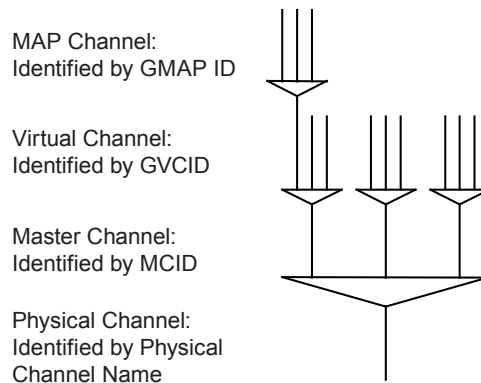 MAP Channel:
Identified by GMAP ID
Virtual Channel:
Identified by GVCID
Master Channel:
Identified by MCID
Physical Channel:
Identified by Physical
Channel Name